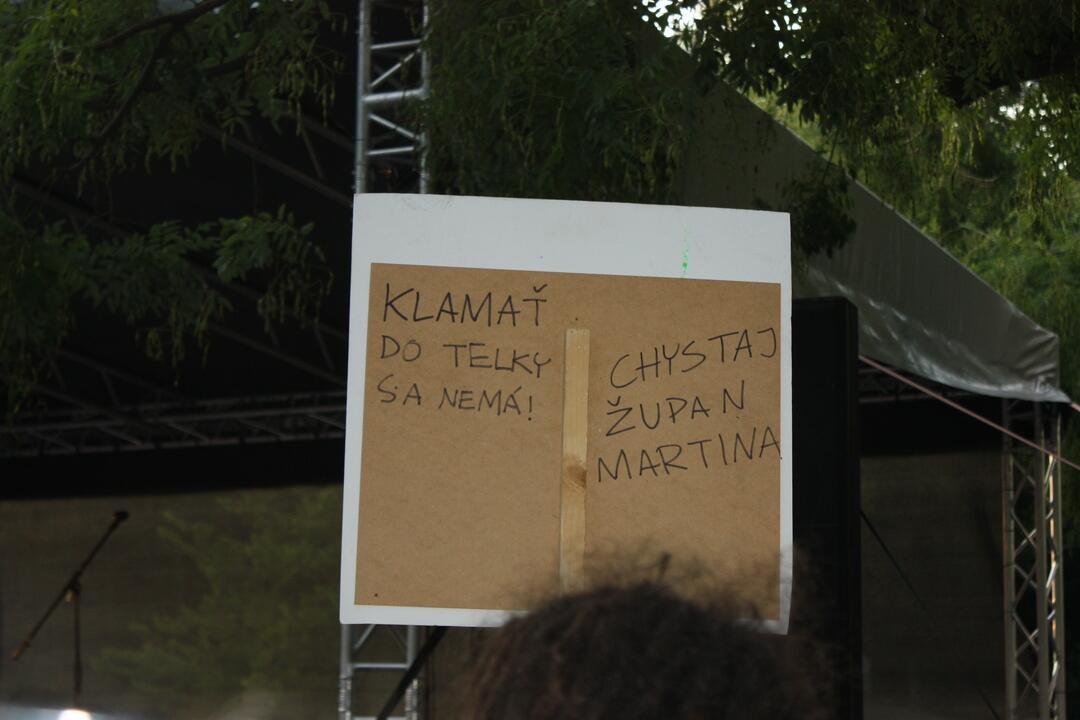 KLAMAŤ
DO TELKY
SA NEMÁ!
CHYSTAJ
ŽUPAN
MARTINA